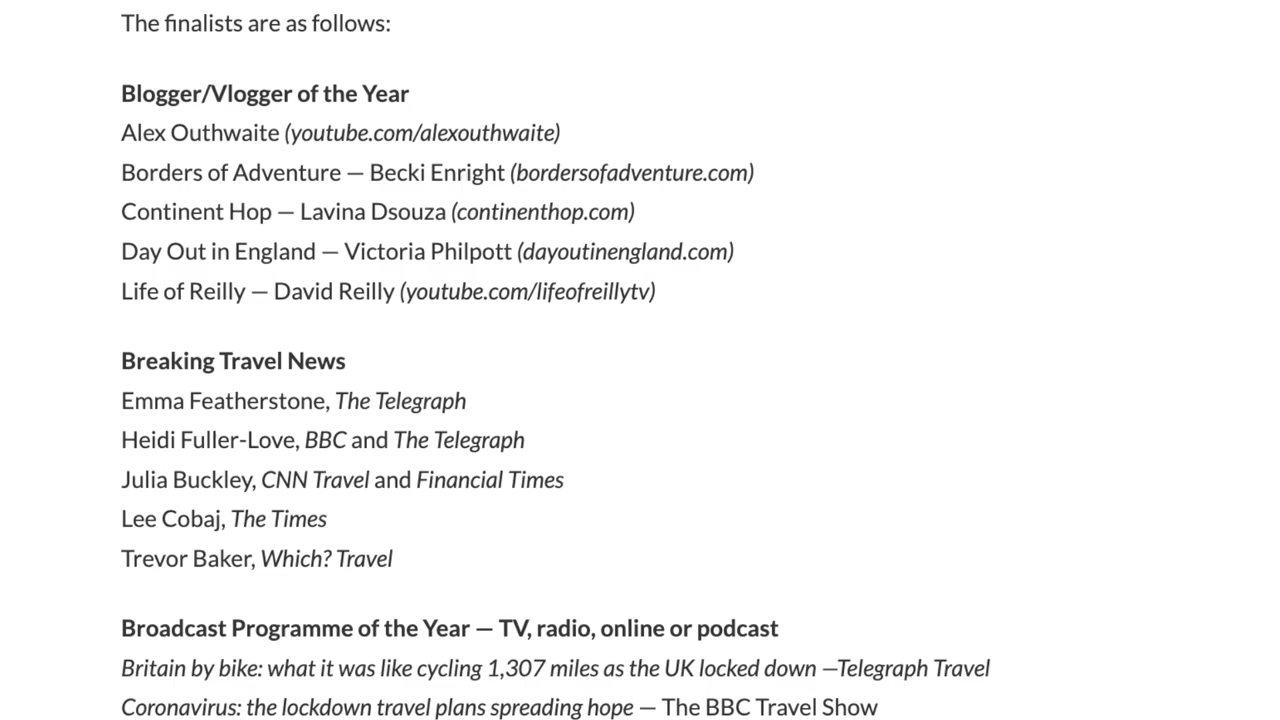 The finalists are as follows:
Blogger/Vlogger of the Year
Alex Outhwaite (youtube.com/alexouthwaite)
Borders of Adventure — Becki Enright (bordersofadventure.com)
Continent Hop — Lavina Dsouza (continenthop.com)
Day Out in England — Victoria Philpott (dayoutinengland.com)
Life of Reilly — David Reilly (youtube.com/lifeofreillytv)
Breaking Travel News
Emma Featherstone, The Telegraph
Heidi Fuller-Love, BBC and The Telegraph
Julia Buckley, CNN Travel and Financial Times
Lee Cobaj, The Times
Trevor Baker, Which? Travel
Broadcast Programme of the Year — TV, radio, online or podcast
Britain by bike: what it was like cycling 1,307 miles as the UK locked down —Telegraph Travel
Coronavirus: the lockdown travel plans spreading hope — The BBC Travel Show